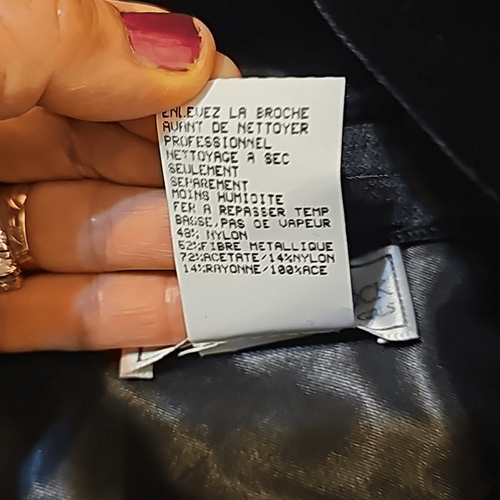 ENLEVEZ LA BROCHE
AVANT DE NETTOYER
PROFESSIONNEL
NETTOYAGE A SEC
SEULEMENT
SEPAREMENT
MOINS HUMIDITE
FER A REPASSER TEMP
BASSE,PAS DE VAPEUR
48% NYLON
52%FIBRE METALLIQUE
72%ACETATE/14%NYLON
14%RAYONNE/100%ACE